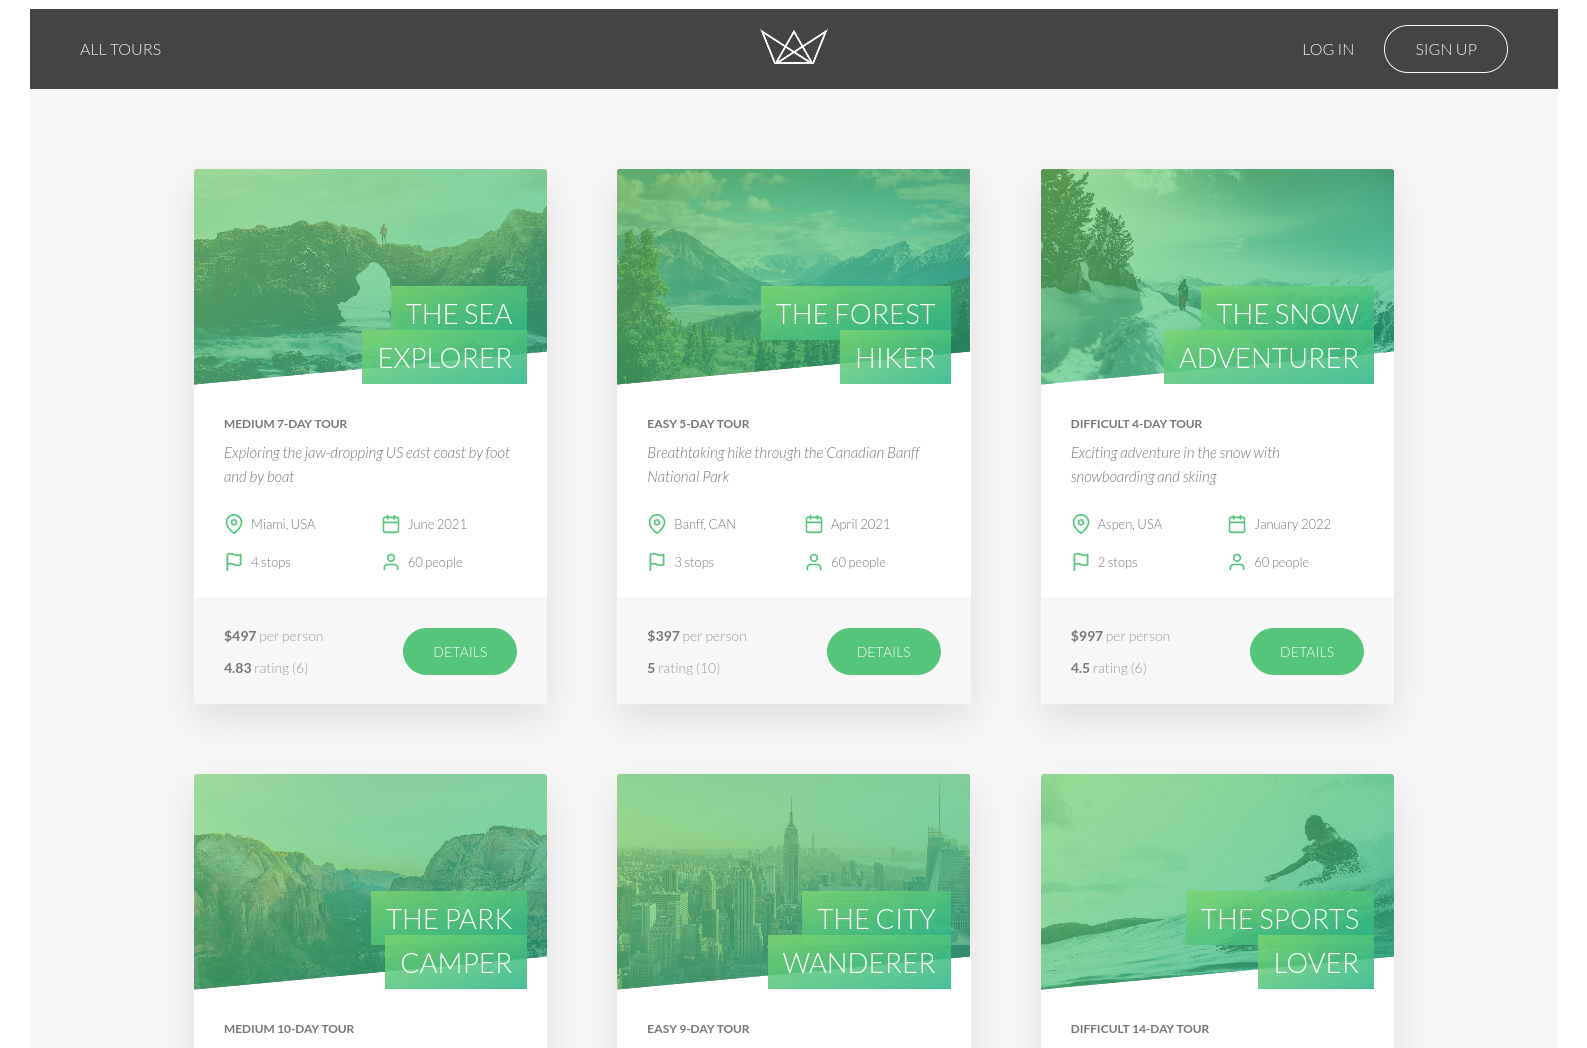 ALL TOURS
LOG IN
SIGN UP
THE SEA
EXPLORER
MEDIUM 7-DAY TOUR
Exploring the jaw-dropping US east coast by foot
and by boat
Miami, USA
June 2021
4 stops
60 people
$497 per person
4.83 rating (6)
DETAILS
THE FOREST
HIKER
EASY 5-DAY TOUR
Breathtaking hike through the Canadian Banff
National Park
Banff, CAN
April 2021
3 stops
60 people
$397 per person
5 rating (10)
DETAILS
THE SNOW
ADVENTURER
DIFFICULT 4-DAY TOUR
Exciting adventure in the snow with
snowboarding and skiing
Aspen, USA
January 2022
2 stops
60 people
$997 per person
4.5 rating (6)
DETAILS
THE PARK
CAMPER
MEDIUM 10-DAY TOUR
THE CITY
WANDERER
EASY 9-DAY TOUR
THE SPORTS
LOVER
DIFFICULT 14-DAY TOUR